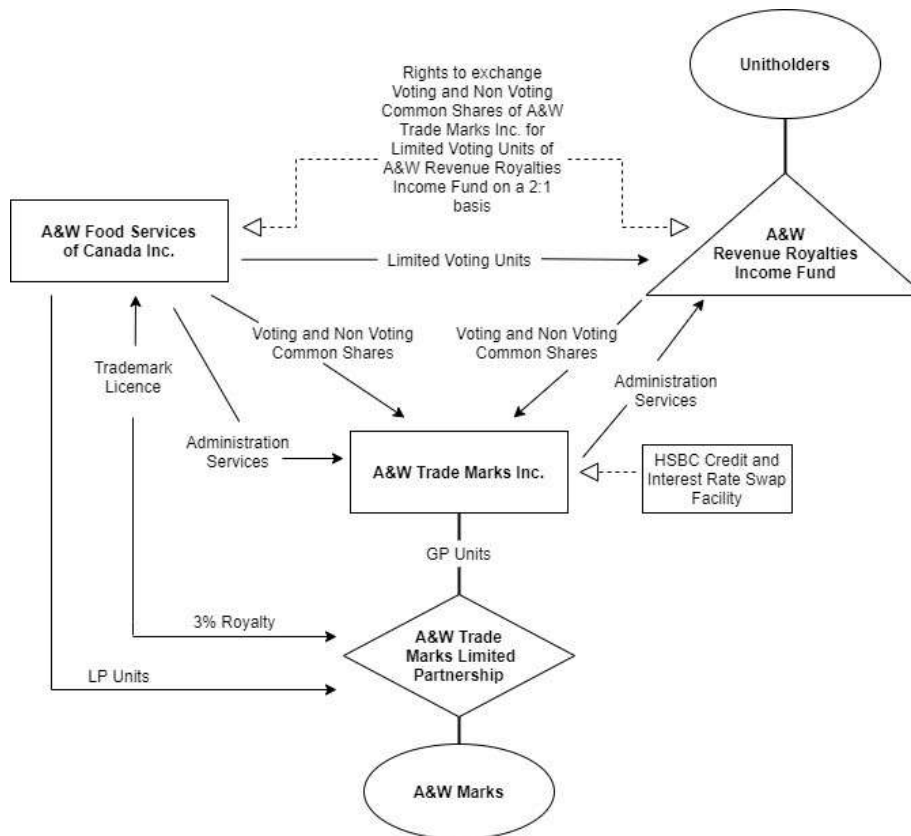 Rights to exchange
Voting and Non Voting
Common Shares of A&W
Trade Marks Inc. for
Limited Voting Units of
A&W Revenue Royalties
Income Fund on a 2:1
basis
Unitholders
A&W Food Services
of Canada Inc.
A&W
Revenue Royalties
Income Fund
Limited Voting Units
Voting and Non Voting
Common Shares
Voting and Non Voting
Common Shares
Trademark
Licence
Administration
Services
Administration
Services
A&W Trade Marks Inc.
HSBC Credit and
Interest Rate Swap
Facility
GP Units
3% Royalty
A&W Trade
Marks Limited
Partnership
LP Units
A&W Marks